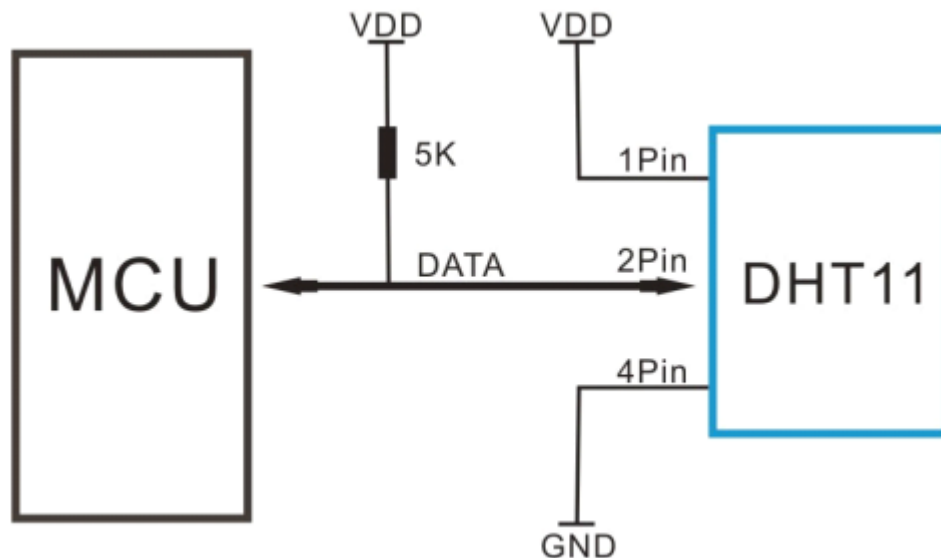 VDD
VDD
5K
1Pin
MCU
DATA
2Pin
DHT11
4Pin
GND